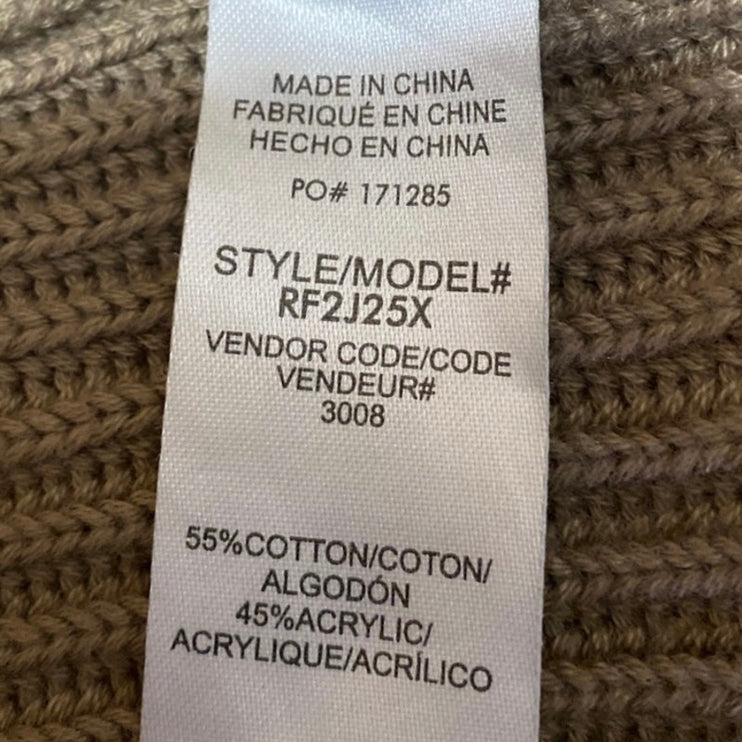 MADE IN CHINA
FABRIQUÉ EN CHINE
HECHO EN CHINA
PO# 171285
STYLE/MODEL#
RF2J25X
VENDOR CODE/CODE
VENDEUR#
3008
55%COTTON/COTON/
ALGODÓN
45%ACRYLIC/
ACRYLIQUE/ACRÍLICO